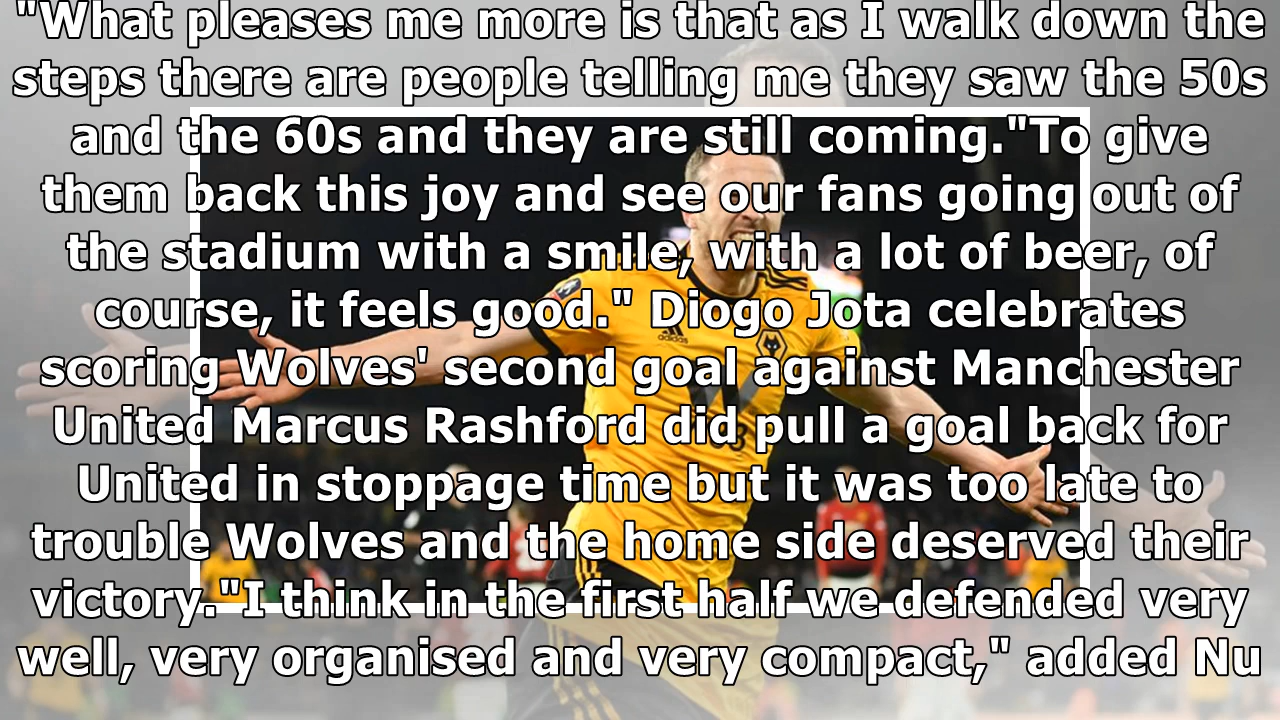 "What pleases me more is that as I walk down the
steps there are people telling me they saw the 50s
and the 60s and they are still coming."To give
them back this joy and see our fans going out of
the stadium with a smile, with a lot of beer, of
course, it feels good." Diogo Jota celebrates
scoring Wolves' second goal against Manchester
United Marcus Rashford did pull a goal back for
United in stoppage time but it was too late to
trouble Wolves and the home side deserved their
victory."I think in the first half we defended very
well, very organised and very compact," added Nu
adidas